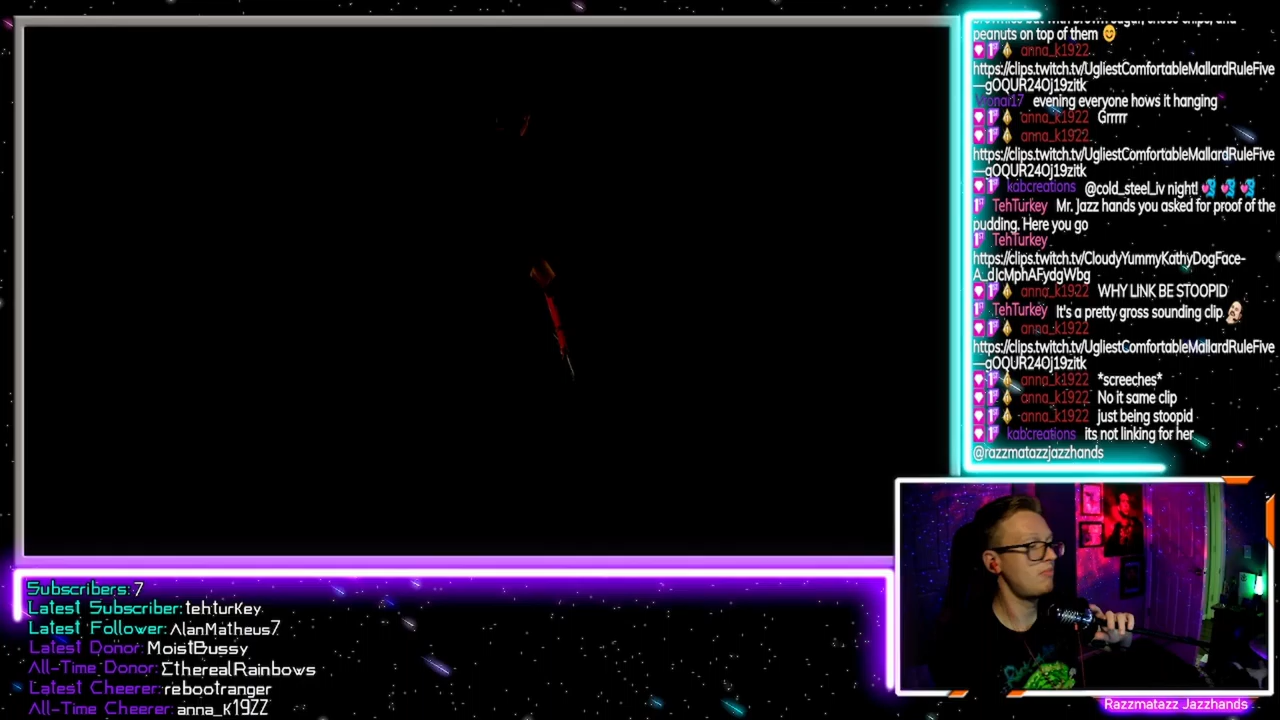 peanuts on top of them
anna_k1922
https://clips.twitch.tv/UgliestComfortableMallardRuleFive
—gOQUR24Oj19zitk
evening everyone hows it hanging
anna_k1922 Grrrrr
anna_k1922
https://clips.twitch.tv/UgliestComfortableMallardRuleFive
—gOQUR24Oj19zitk
kabcreations @cold_steel_iv night!
TehTurkey Mr. Jazz hands you asked for proof of the
pudding. Here you go
TehTurkey
https://clips.twitch.tv/CloudyYummyKathyDogFace-
A_dJcMphAFydgWbg
anna_k1922 WHY LINK BE STOOPID
TehTurkey It's a pretty gross sounding clip
anna_k1922
https://clips.twitch.tv/UgliestComfortableMallardRuleFive
—gOQUR24Oj19zitk
anna_k1922 *screeches*
anna_k1922 No it same clip
anna_k1922 just being stoopid
kabcreations its not linking for her
@razzmatazzjazzhands
Subscribers: 7
Latest Subscriber: tehturkey
Latest Follower: AlanMatheus7
Latest Donor: MoistBussy
All-Time Donor: EtherealRainbows
Latest Cheerer: rebootranger
All-Time Cheerer: anna_k1922
Razzmatazz Jazzhands